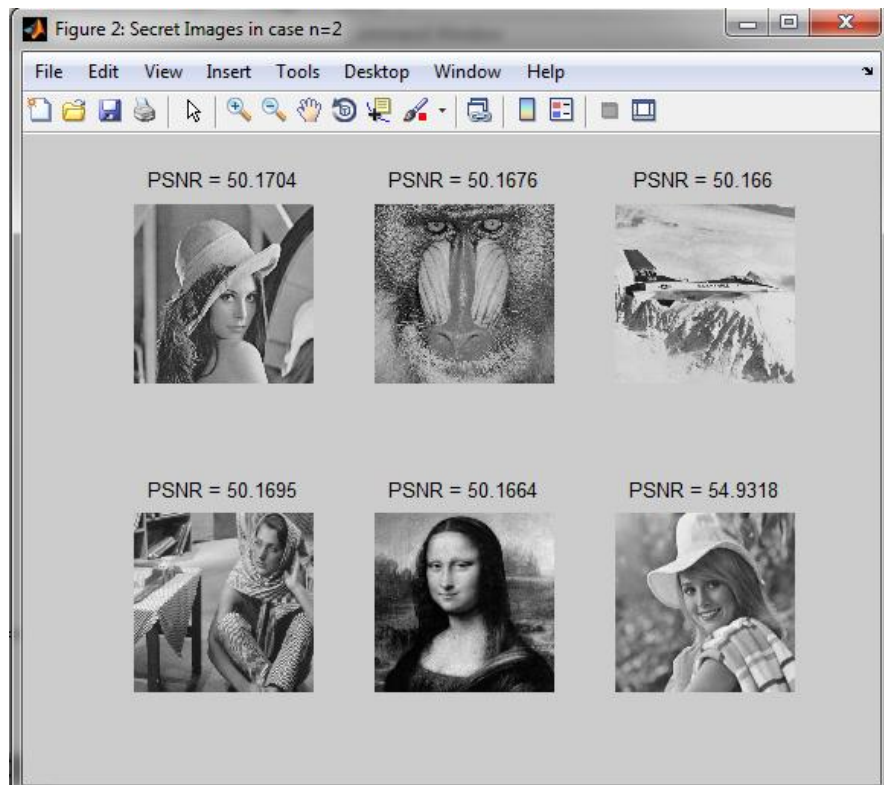 Figure 2: Secret Images in case n=2
File Edit View Insert Tools Desktop Window Help
PSNR = 50.1704 PSNR = 50.1676 PSNR = 50.166
PSNR = 50.1695 PSNR = 50.1664 PSNR = 54.9318